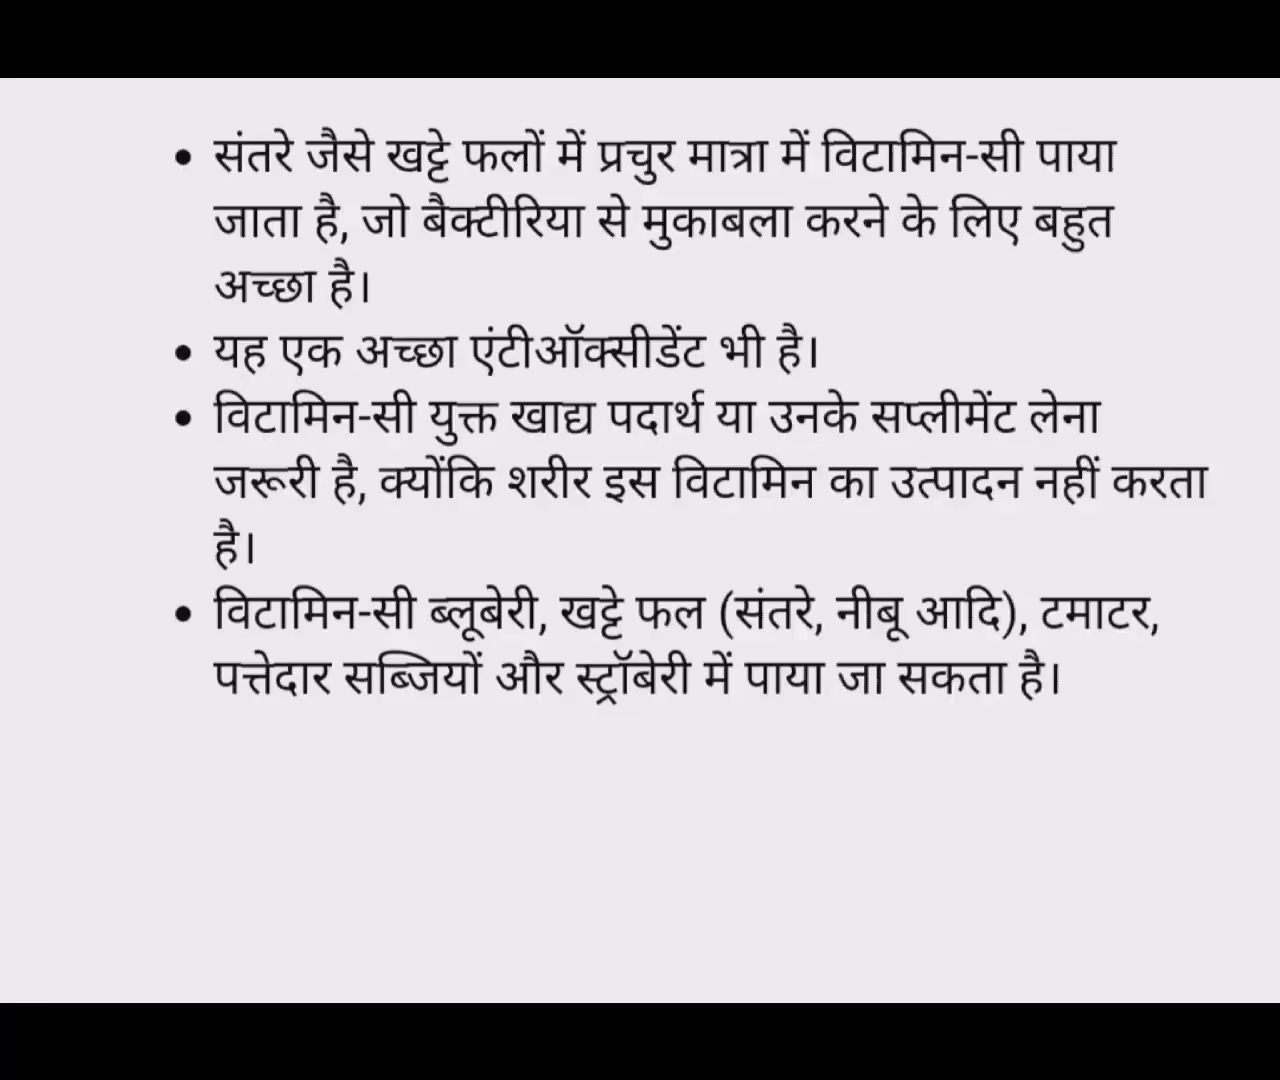 • संतरे जैसे खट्टे फलों में प्रचुर मात्रा में विटामिन-सी पाया
जाता है, जो बैक्टीरिया से मुकाबला करने के लिए बहुत
अच्छा है।
• यह एक अच्छा एंटीऑक्सीडेंट भी है।
• विटामिन-सी युक्त खाद्य पदार्थ या उनके सप्लीमेंट लेना
जरूरी है, क्योंकि शरीर इस विटामिन का उत्पादन नहीं करता
है।
• विटामिन-सी ब्लूबेरी, खट्टे फल (संतरे, नीबू आदि), टमाटर,
पत्तेदार सब्जियों और स्ट्रॉबेरी में पाया जा सकता है।